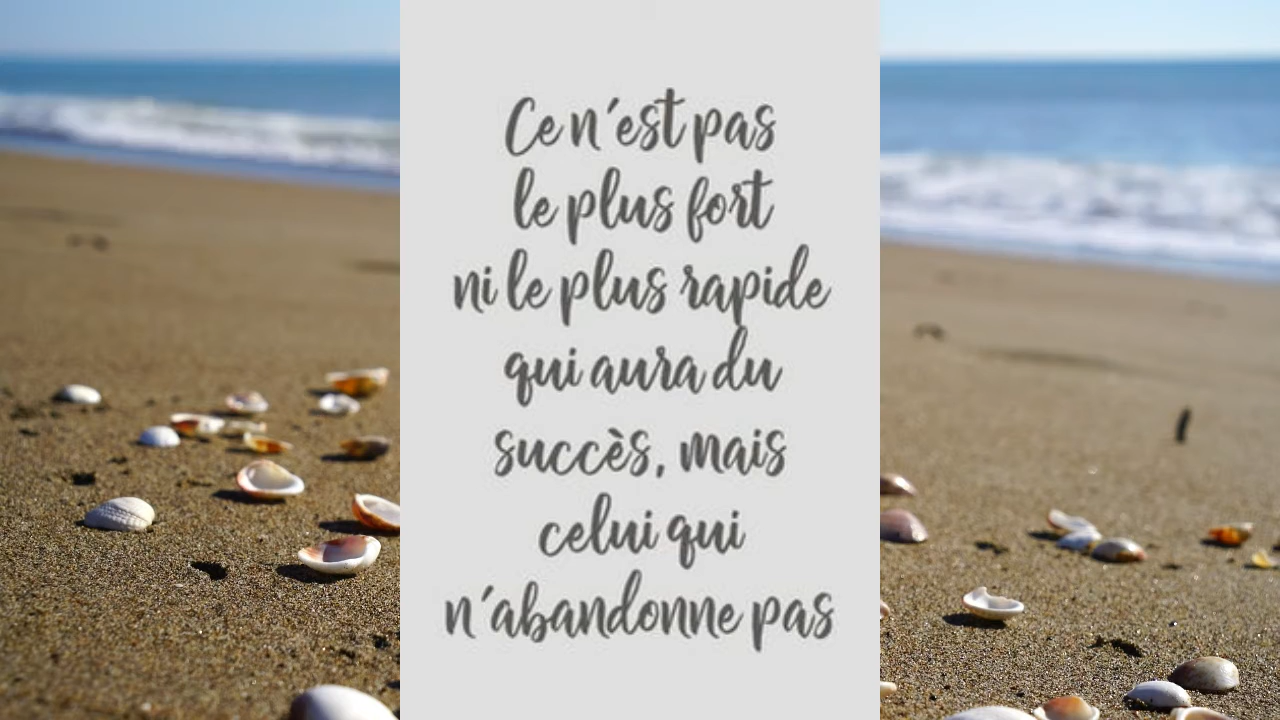 Ce n'est pas
le plus fort
ni le plus rapide
qui aura du
succès, mais
celui qui
n'abandonne pas